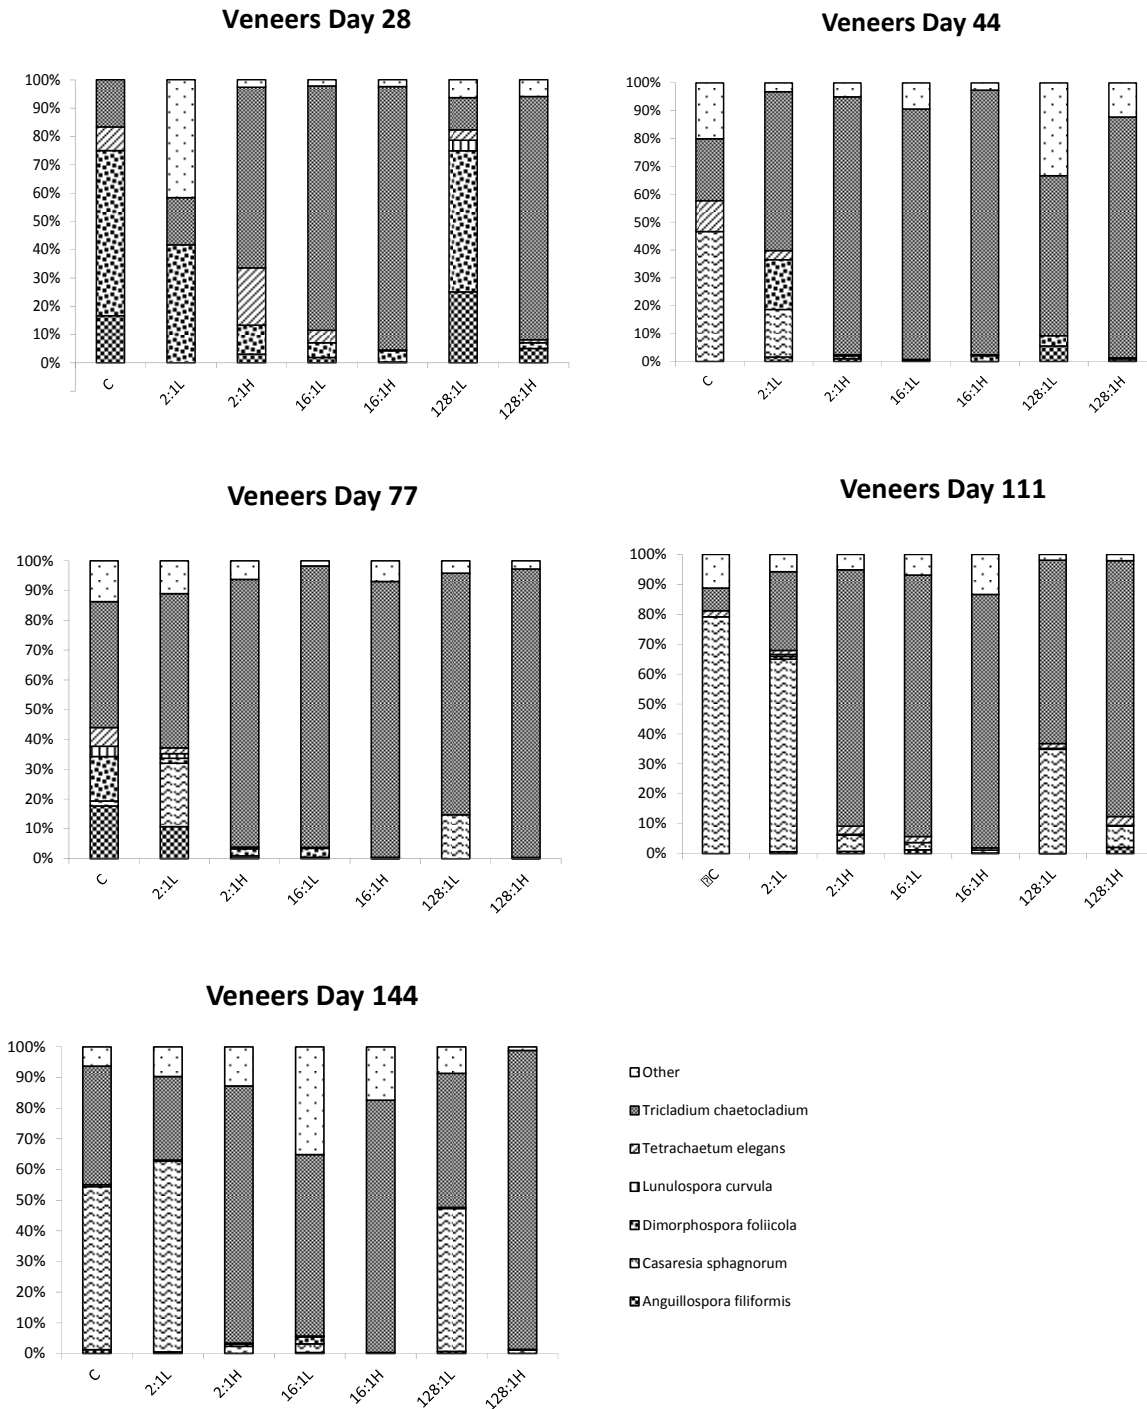 Veneers Day 28
100%
90%
80%
70%
60%
50%
40%
30%
20%
10%
0%
C
2:1L
2:1H
16:1L
16:1H
128:1L
128:1H
Veneers Day 44
100%
90%
80%
70%
60%
50%
40%
30%
20%
10%
0%
C
2:1L
2:1H
16:1L
16:1H
128:1L
128:1H
Veneers Day 77
100%
90%
80%
70%
60%
50%
40%
30%
20%
10%
0%
C
2:1L
2:1H
16:1L
16:1H
128:1L
128:1H
Veneers Day 111
100%
90%
80%
70%
60%
50%
40%
30%
20%
10%
0%
C
2:1L
2:1H
16:1L
16:1H
128:1L
128:1H
Veneers Day 144
100%
90%
80%
70%
60%
50%
40%
30%
20%
10%
0%
C
2:1L
2:1H
16:1L
16:1H
128:1L
128:1H
Other
Tricladium chaetocladium
Tetrachaetum elegans
Lunulospora curvula
Dimorphospora foliicola
Casaresia sphagnorum
Anguillospora filiformis